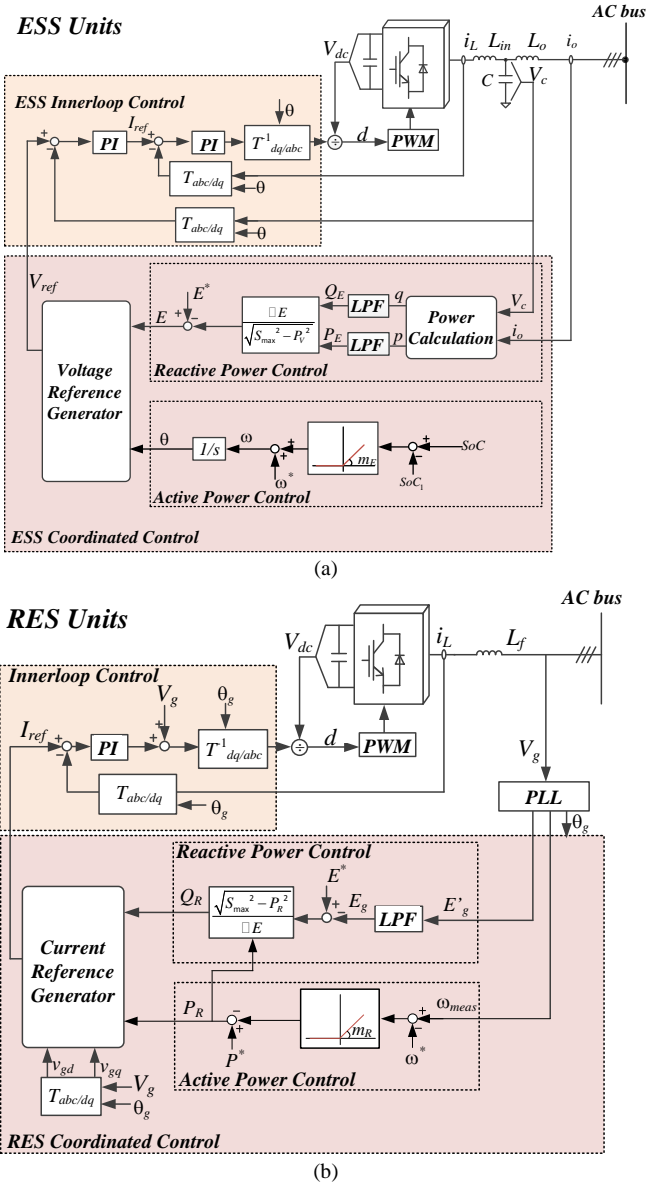 ESS Units
AC bus
V_dc
i_L
L_in
L_o
i_o
C
V_c
ESS Innerloop Control
θ
+
−
PI
I_ref
+
−
PI
T^-1_dq/abc
÷
d
PWM
T_abc/dq
θ
T_abc/dq
θ
V_ref
E*
E
+
−
□E
√(S_max² − P_V²)
Q_E
LPF
q
P_E
LPF
p
Power
Calculation
V_c
i_o
Reactive Power Control
Voltage
Reference
Generator
θ
1/s
ω
+
+
ω*
m_E
+
−
SoC
SoC_1
Active Power Control
ESS Coordinated Control
(a)
RES Units
AC bus
V_dc
i_L
L_f
Innerloop Control
V_g
θ_g
I_ref
+
−
PI
+
+
T^-1_dq/abc
÷
d
PWM
T_abc/dq
θ_g
V_g
PLL
θ_g
Reactive Power Control
Q_R
√(S_max² − P_R²)
□E
E*
+
−
E_g
LPF
E'_g
Current
Reference
Generator
P_R
−
+
P*
m_R
+
−
ω_meas
ω*
Active Power Control
v_gd
v_gq
T_abc/dq
V_g
θ_g
RES Coordinated Control
(b)